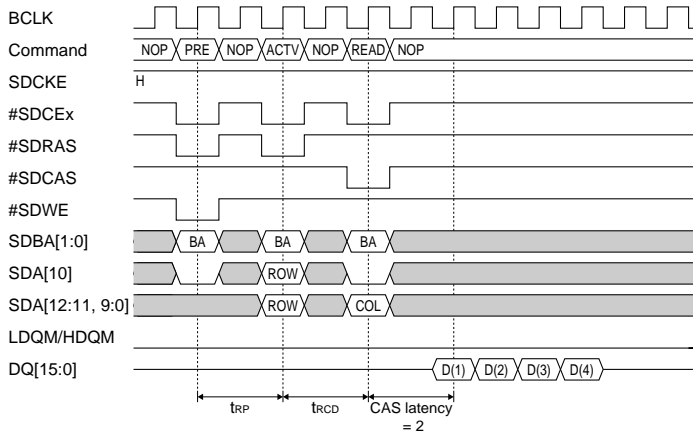 BCLK
Command NOP PRE NOP ACTV NOP READ NOP
SDCKE H
#SDCEx
#SDRAS
#SDCAS
#SDWE
SDBA[1:0] BA BA BA
SDA[10] ROW
SDA[12:11, 9:0] ROW COL
LDQM/HDQM
DQ[15:0] D(1) D(2) D(3) D(4)
tRP tRCD CAS latency
= 2